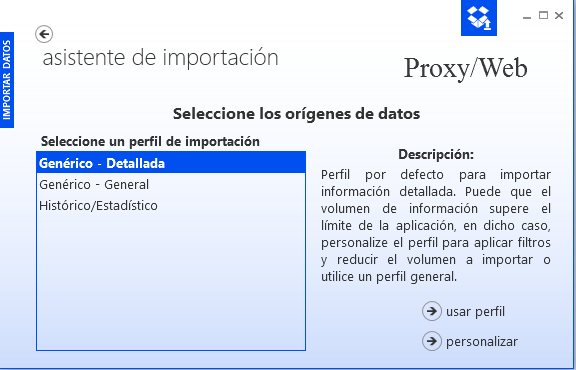 IMPORTAR DATOS
asistente de importación
Proxy/Web
Seleccione los orígenes de datos
Seleccione un perfil de importación
Genérico - Detallada
Genérico - General
Histórico/Estadístico
Descripción:
Perfil por defecto para importar
información detallada. Puede que el
volumen de información supere el
límite de la aplicación, en dicho caso,
personalize el perfil para aplicar filtros
y reducir el volumen a importar o
utilice un perfil general.
usar perfil
personalizar